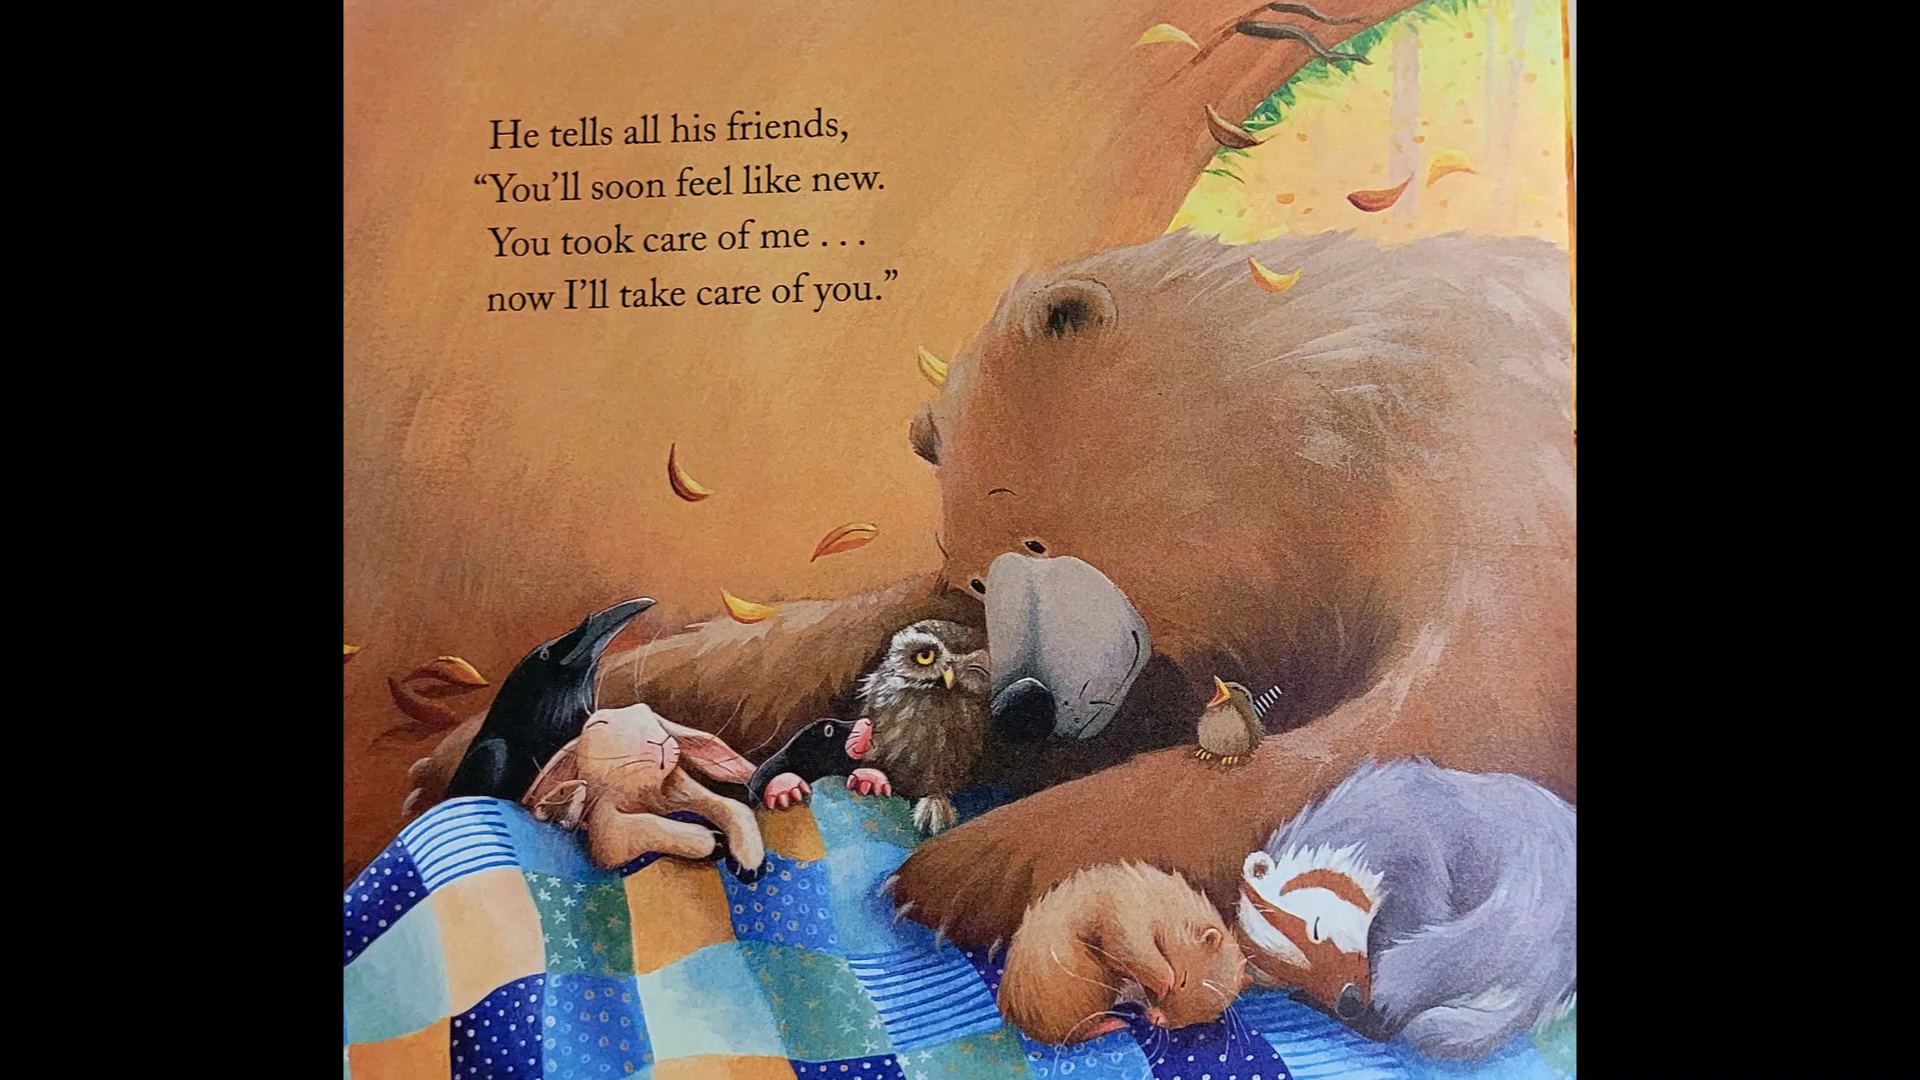 He tells all his friends,
“You’ll soon feel like new.
You took care of me . . .
now I’ll take care of you.”